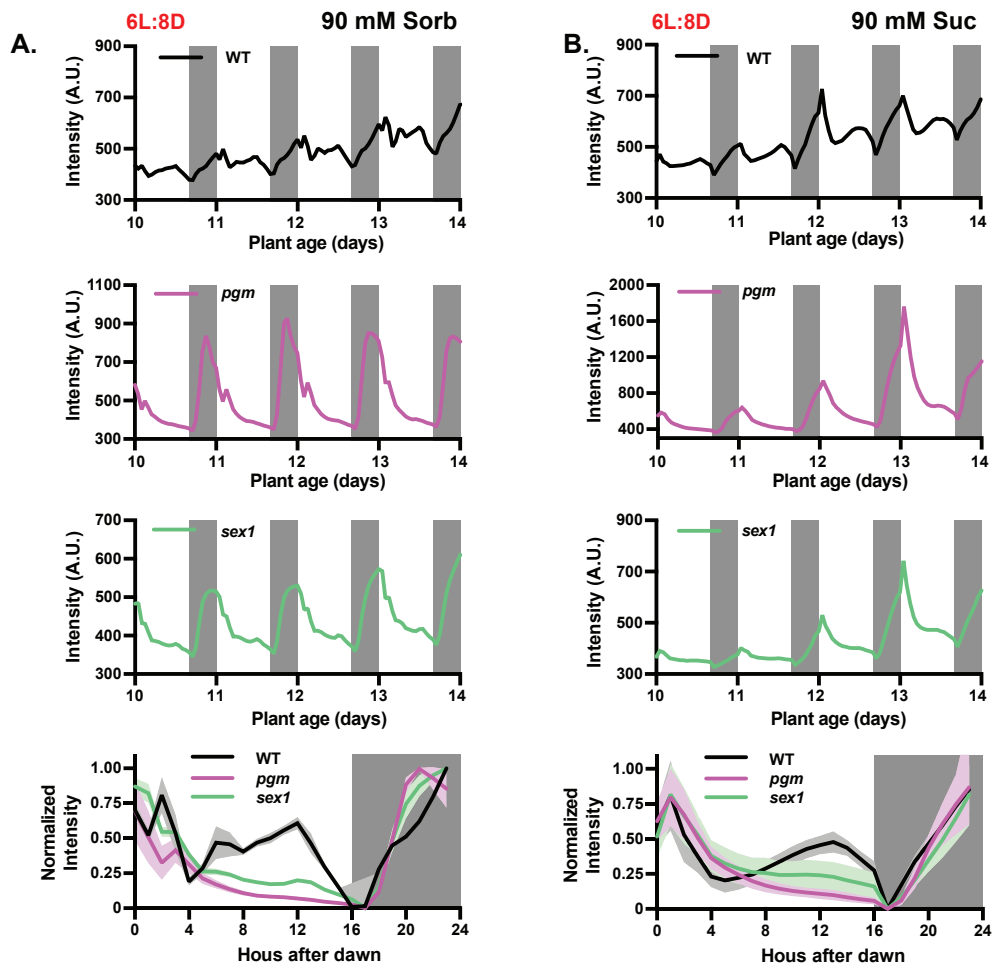 A.
6L:8D 90 mM Sorb
Intensity (A.U.)
900
700
500
300
WT
10 11 12 13 14
Plant age (days)
Intensity (A.U.)
1100
900
700
500
300
pgm
10 11 12 13 14
Plant age (days)
Intensity (A.U.)
700
600
500
400
300
sex1
10 11 12 13 14
Plant age (days)
Normalized
Intensity
1.00
0.75
0.50
0.25
0
WT
pgm
sex1
0 4 8 12 16 20 24
Hous after dawn
B.
6L:8D 90 mM Suc
Intensity (A.U.)
900
700
500
300
WT
10 11 12 13 14
Plant age (days)
Intensity (A.U.)
2000
1600
1200
800
400
pgm
10 11 12 13 14
Plant age (days)
Intensity (A.U.)
900
700
500
300
sex1
10 11 12 13 14
Plant age (days)
Normalized
Intensity
1.00
0.75
0.50
0.25
0
WT
pgm
sex1
0 4 8 12 16 20 24
Hous after dawn